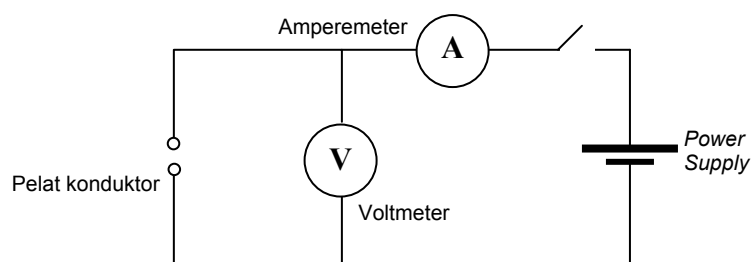 Amperemeter
A
V
Power
Supply
Pelat konduktor
Voltmeter